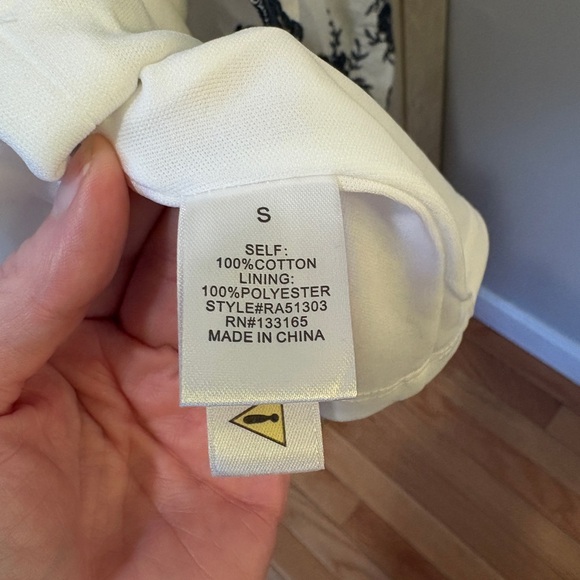 S
SELF:
100%COTTON
LINING:
100%POLYESTER
STYLE#RA51303
RN#133165
MADE IN CHINA